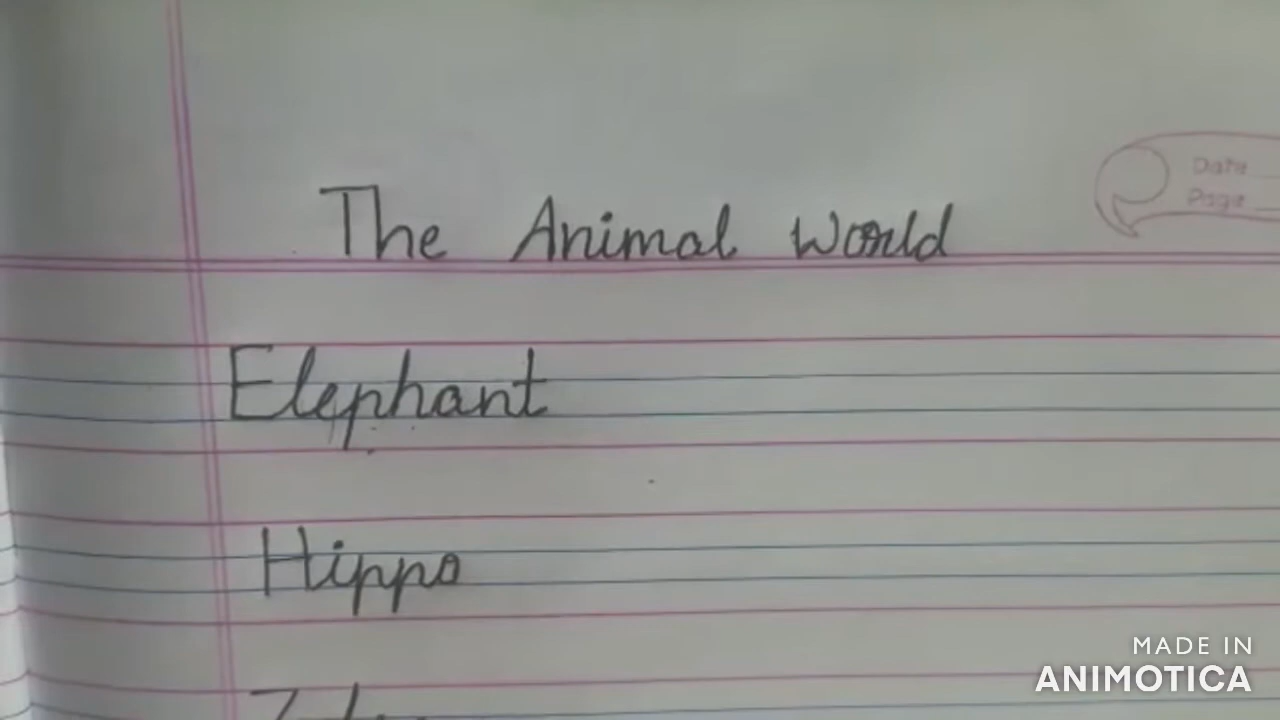 The Animal World
Date
Page
Elephant
Hippo
MADE IN
ANIMOTICA